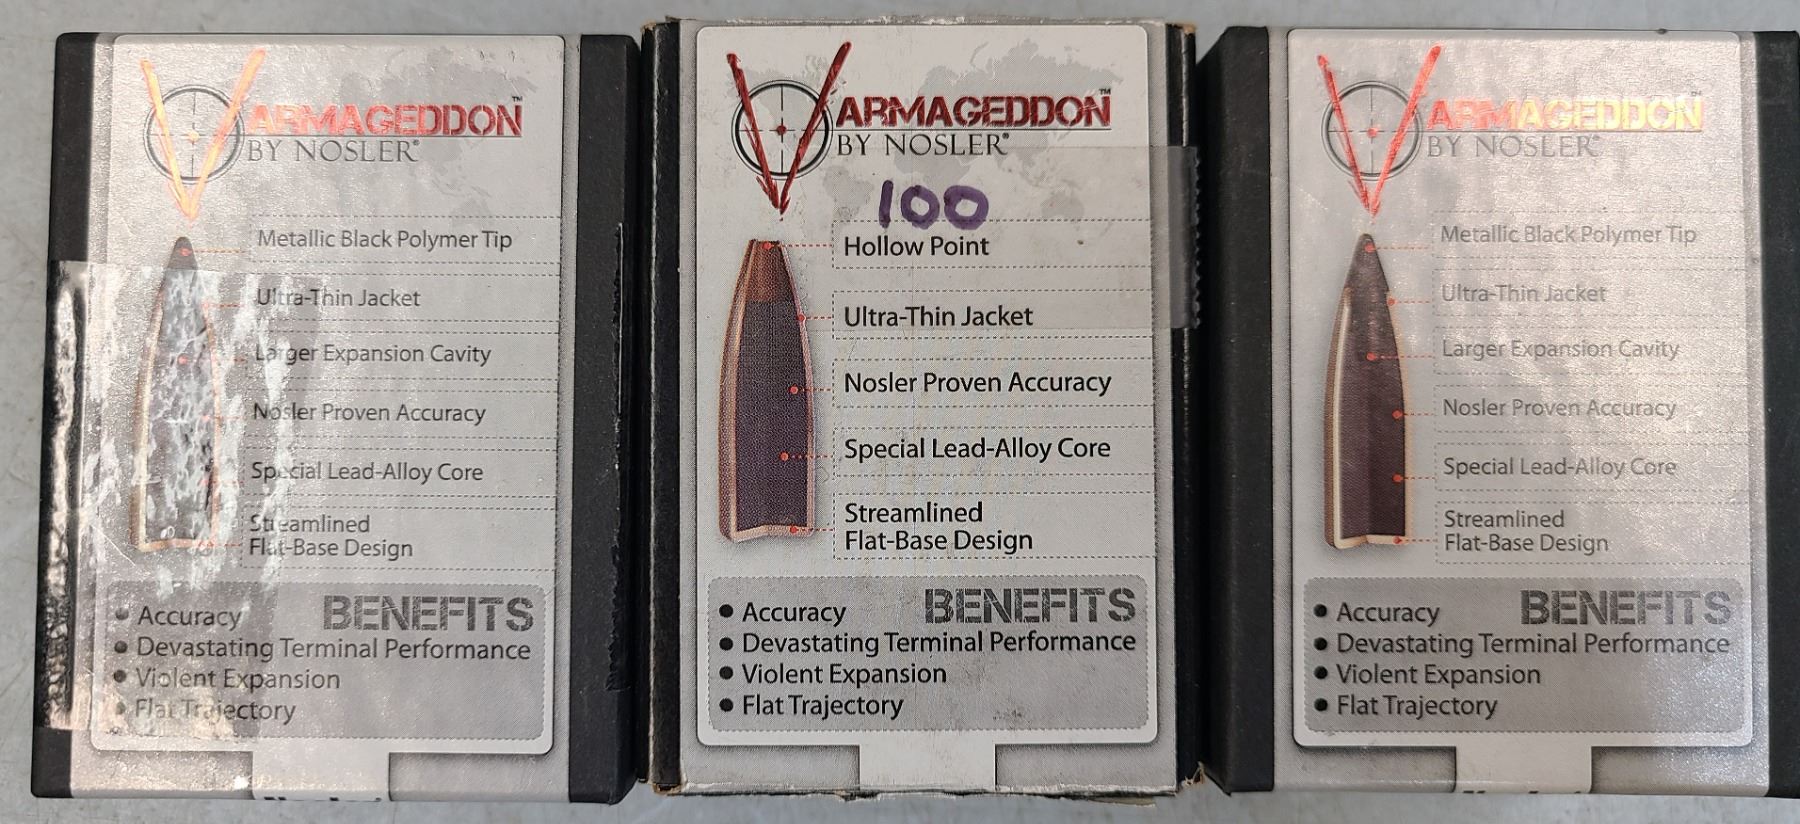 VARMAGEDDON™
BY NOSLER®
Metallic Black Polymer Tip
Ultra-Thin Jacket
Larger Expansion Cavity
Nosler Proven Accuracy
Special Lead-Alloy Core
Streamlined
Flat-Base Design
BENEFITS
• Accuracy
• Devastating Terminal Performance
• Violent Expansion
• Flat Trajectory
VARMAGEDDON™
BY NOSLER®
100
Hollow Point
Ultra-Thin Jacket
Nosler Proven Accuracy
Special Lead-Alloy Core
Streamlined
Flat-Base Design
BENEFITS
• Accuracy
• Devastating Terminal Performance
• Violent Expansion
• Flat Trajectory
VARMAGEDDON™
BY NOSLER®
Metallic Black Polymer Tip
Ultra-Thin Jacket
Larger Expansion Cavity
Nosler Proven Accuracy
Special Lead-Alloy Core
Streamlined
Flat-Base Design
BENEFITS
• Accuracy
• Devastating Terminal Performance
• Violent Expansion
• Flat Trajectory